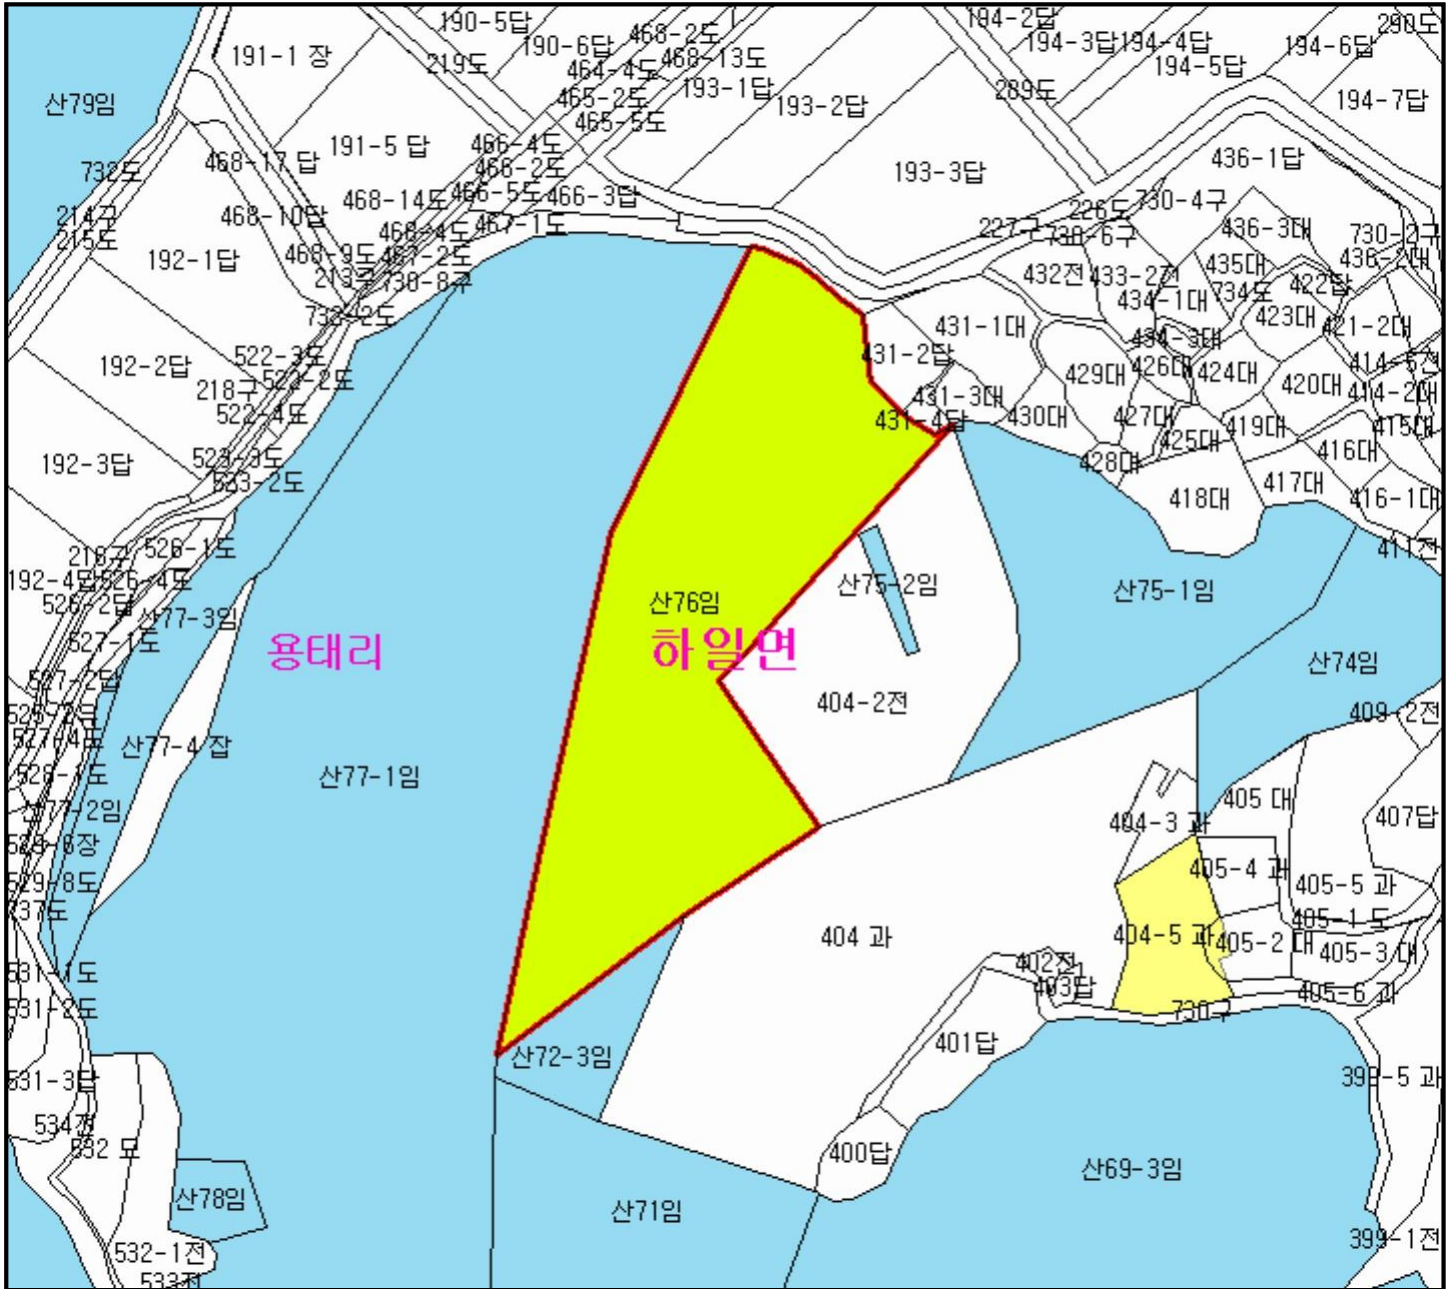 190-5답
468-2도
194-2답
290도
191-1 장
190-6답
194-3답
194-4답
194-6답
219도
464-4도
468-13도
194-5답
산79임
465-2도
193-1답
193-2답
289도
194-7답
465-5도
191-5 답
466-4도
468-17 답
466-2도
193-3답
436-1답
732도
468-14도
466-5도
466-3답
226도
730-4구
214구
468-10답
467-1도
227구
730-6구
436-3대
730-2구
215도
468-4도
192-1답
468-9도
467-2도
435대
213구
730-8구
432전
433-2전
734도
422답
434-1대
732-2도
431-1대
434-3대
423대
421-2대
522-3도
431-2답
192-2답
218구
522-2도
429대
426대
424대
420대
414-5전
414-2대
522-4도
431-3대
431-4답
430대
427대
419대
415대
192-3답
523-3도
425대
416대
523-2도
428대
418대
417대
416-1대
526-1도
411전
216구
192-4답
526-4도
산75-2임
산75-1임
526-2답
산77-3임
산76임
527-1도
용태리
하일면
산74임
527-2답
404-2전
409-2전
527-4도
산77-4 잡
528-1도
산77-1임
산77-2임
405 대
404-3 과
407답
405-4 과
405-5 과
529-8도
737도
404 과
404-5 과
405-2 대
405-1 도
405-3 대
531-1도
402전
403답
405-6 과
531-2도
730구
401답
산72-3임
531-3답
399-5 과
534전
532 묘
400답
산69-3임
산78임
산71임
532-1전
399-1전
533전